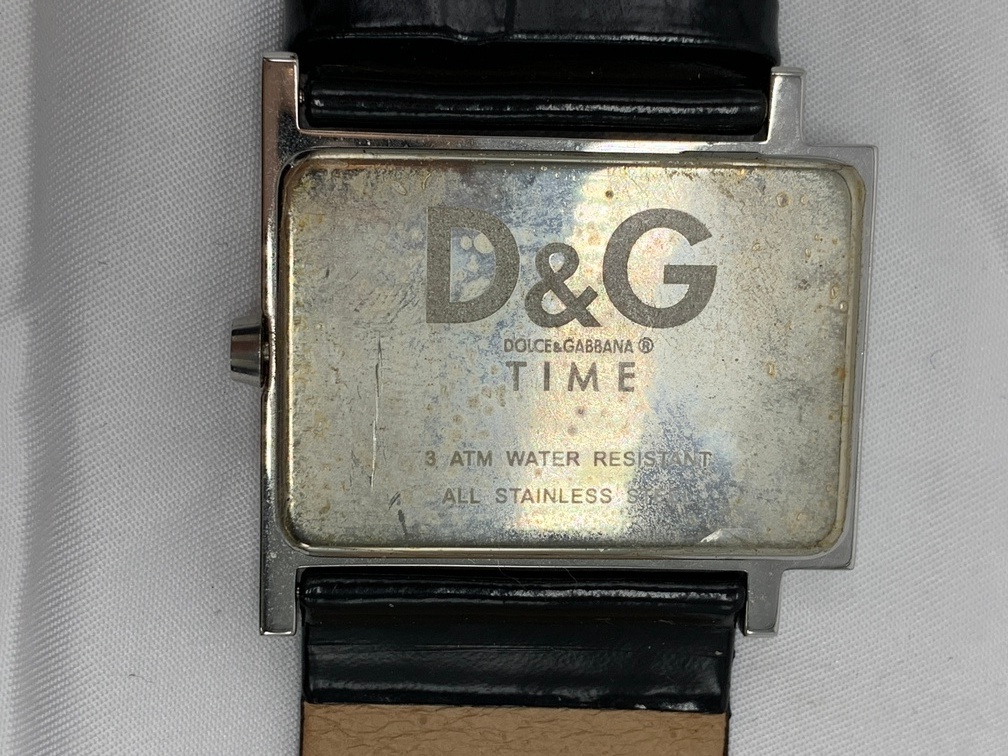 D&G
DOLCE&GABBANA ®
TIME
3 ATM WATER RESISTANT
ALL STAINLESS